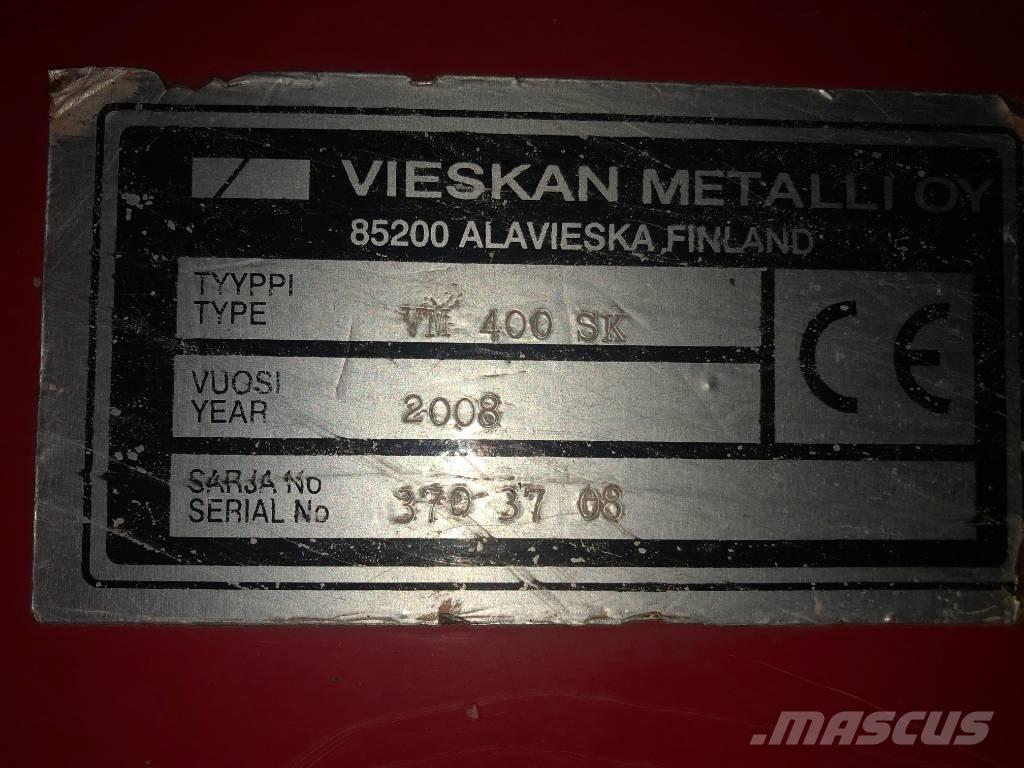 VIESKAN METALLI OY
85200 ALAVIESKA FINLAND
TYYPPI
TYPE
VM 400 SK
VUOSI
YEAR
2008
SARJA No
SERIAL No
370 37 08
CE
.MASCUS